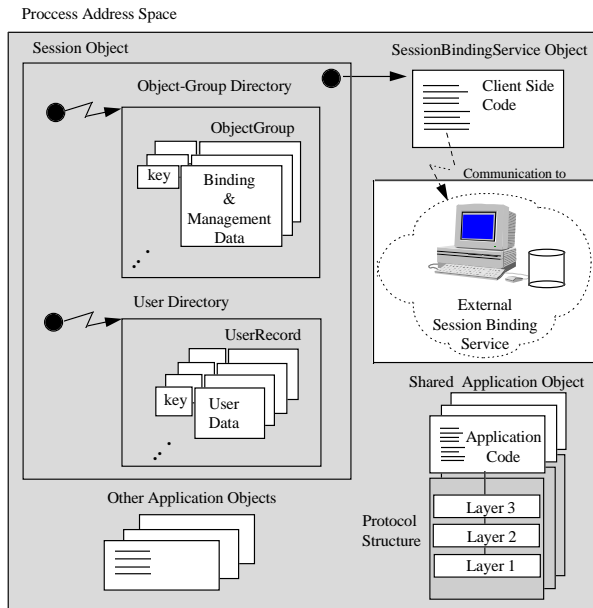 Proccess Address Space
Session Object
SessionBindingService Object
Object-Group Directory
Client Side
Code
ObjectGroup
key
Binding
&
Management
Data
Communication to
External
Session Binding
Service
User Directory
UserRecord
key
User
Data
Shared Application Object
Application
Code
Other Application Objects
Protocol
Structure
Layer 3
Layer 2
Layer 1